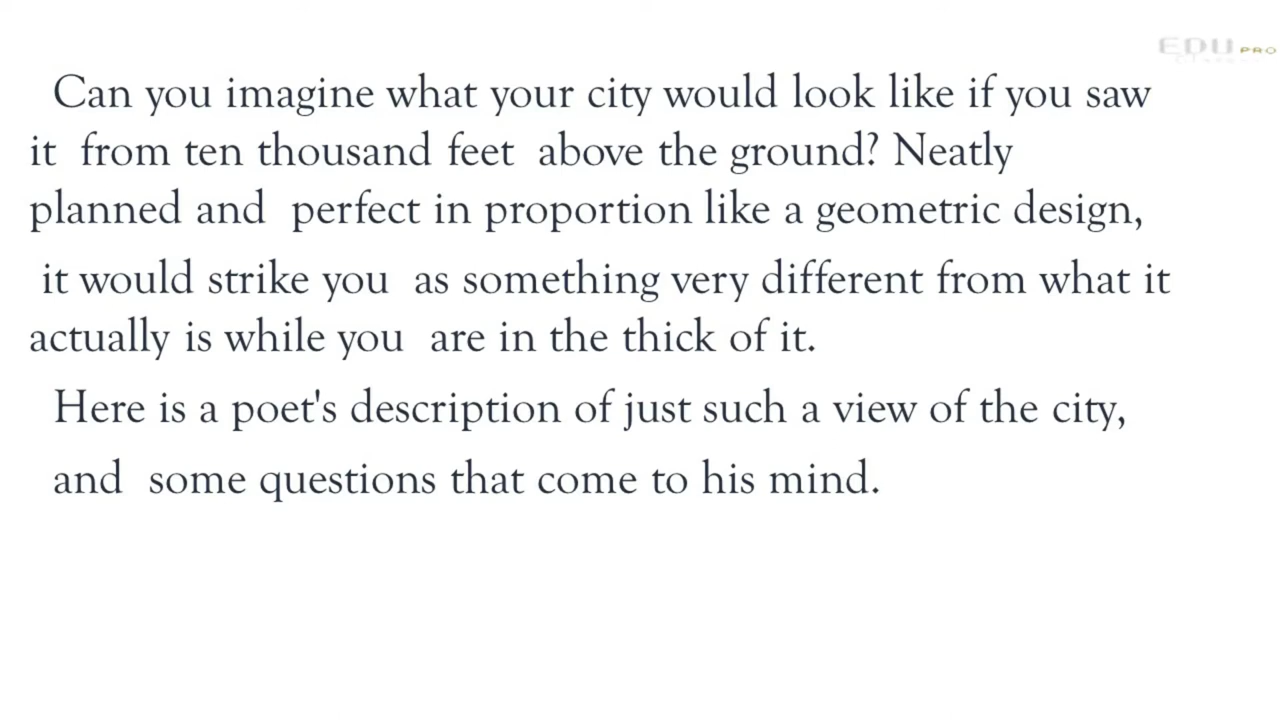 EDU PRO
Can you imagine what your city would look like if you saw
it from ten thousand feet above the ground? Neatly
planned and perfect in proportion like a geometric design,
it would strike you as something very different from what it
actually is while you are in the thick of it.
Here is a poet's description of just such a view of the city,
and some questions that come to his mind.